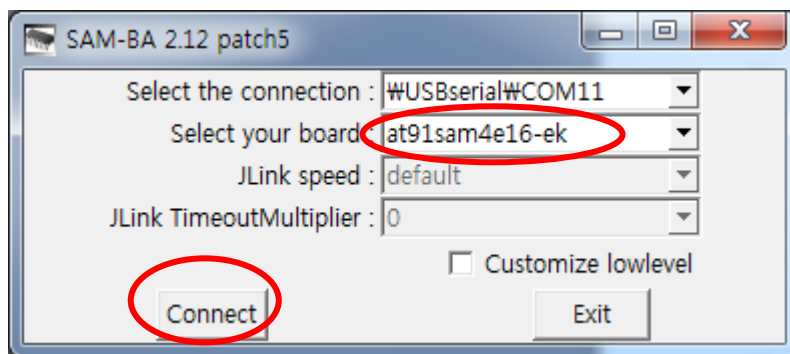 SAM-BA 2.12 patch5
Select the connection : ₩USBserial₩COM11
Select your board : at91sam4e16-ek
JLink speed : default
JLink TimeoutMultiplier : 0
Customize lowlevel
Connect Exit